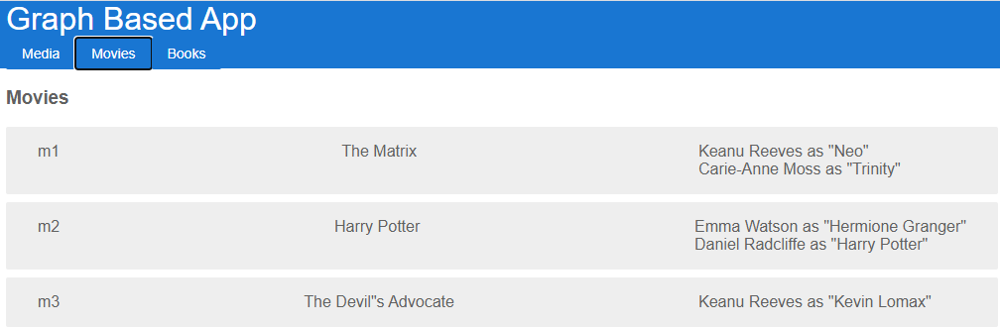 Graph Based App
Media Movies Books
Movies
m1 The Matrix Keanu Reeves as "Neo"
Carie-Anne Moss as "Trinity"
m2 Harry Potter Emma Watson as "Hermione Granger"
Daniel Radcliffe as "Harry Potter"
m3 The Devil"s Advocate Keanu Reeves as "Kevin Lomax"